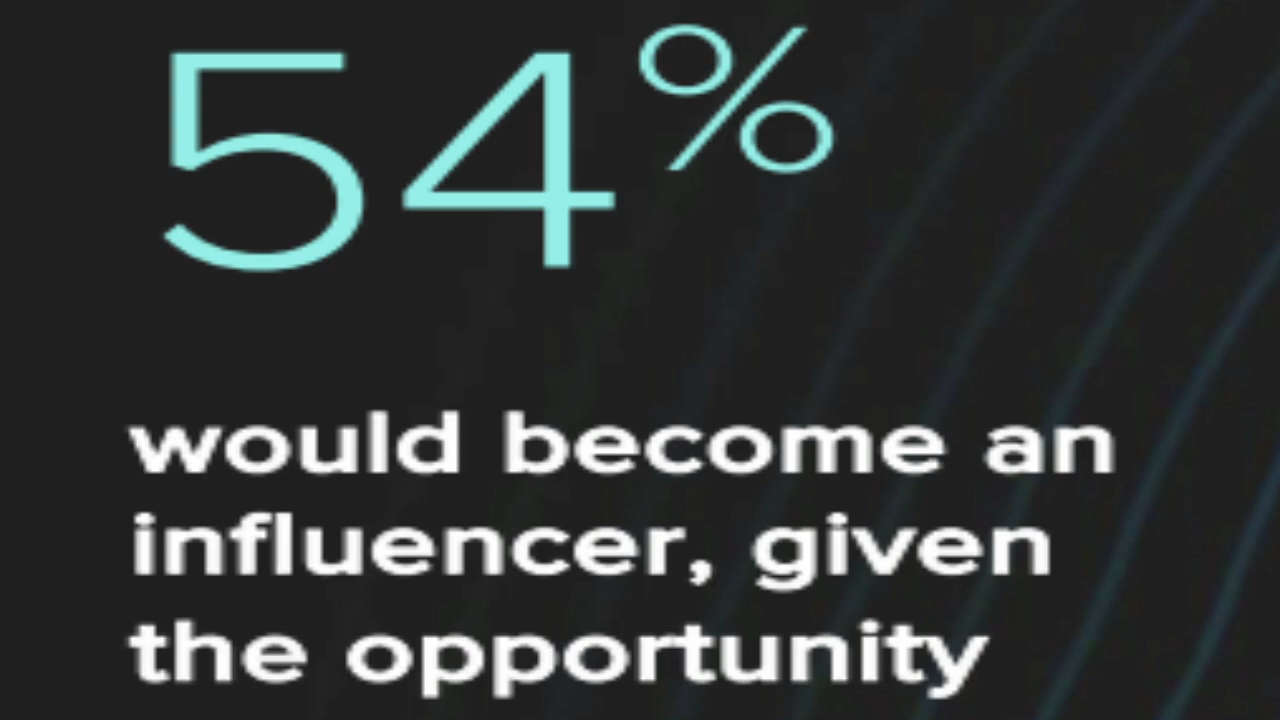 54%
would become an
influencer, given
the opportunity